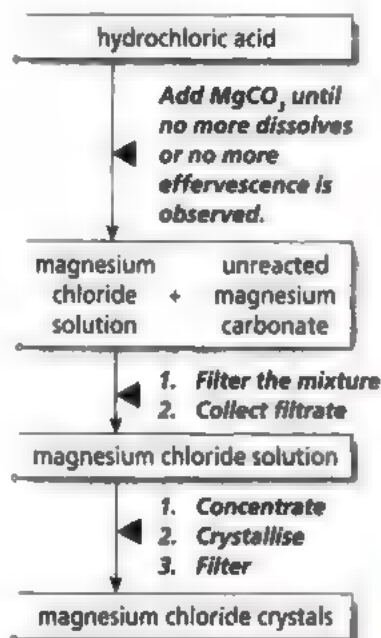 hydrochloric acid
Add MgCO₃ until
no more dissolves
or no more
effervescence is
observed.
magnesium unreacted
chloride + magnesium
solution carbonate
1. Filter the mixture
2. Collect filtrate
magnesium chloride solution
1. Concentrate
2. Crystallise
3. Filter
magnesium chloride crystals